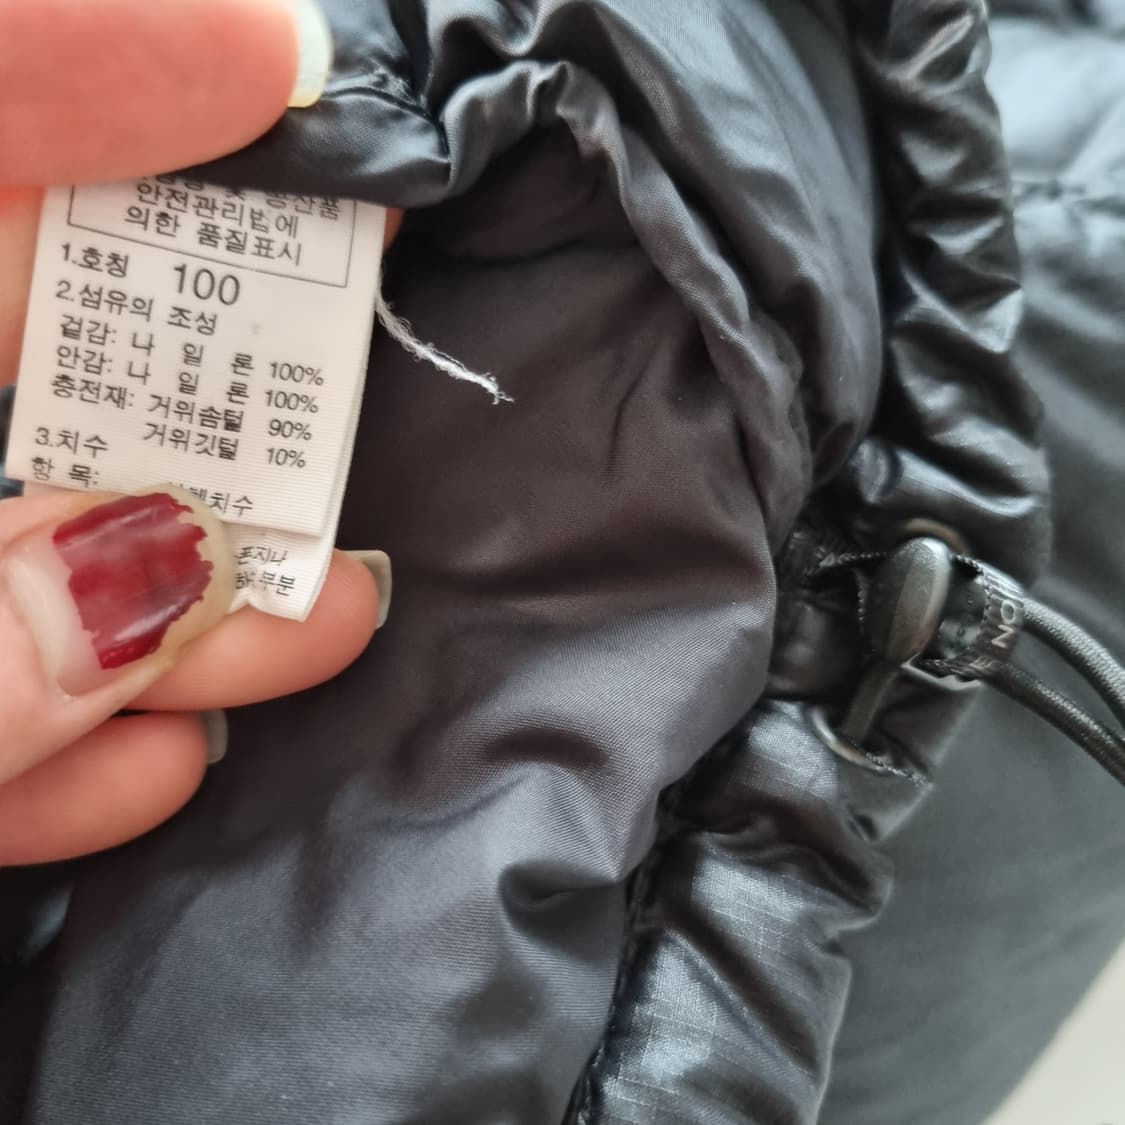 안전관리법에
의한 품질표시
1.호칭 100
2.섬유의 조성
겉감: 나 일 론 100%
안감: 나 일 론 100%
충전재: 거위솜털 90%
거위깃털 10%
3.치수
항 목: